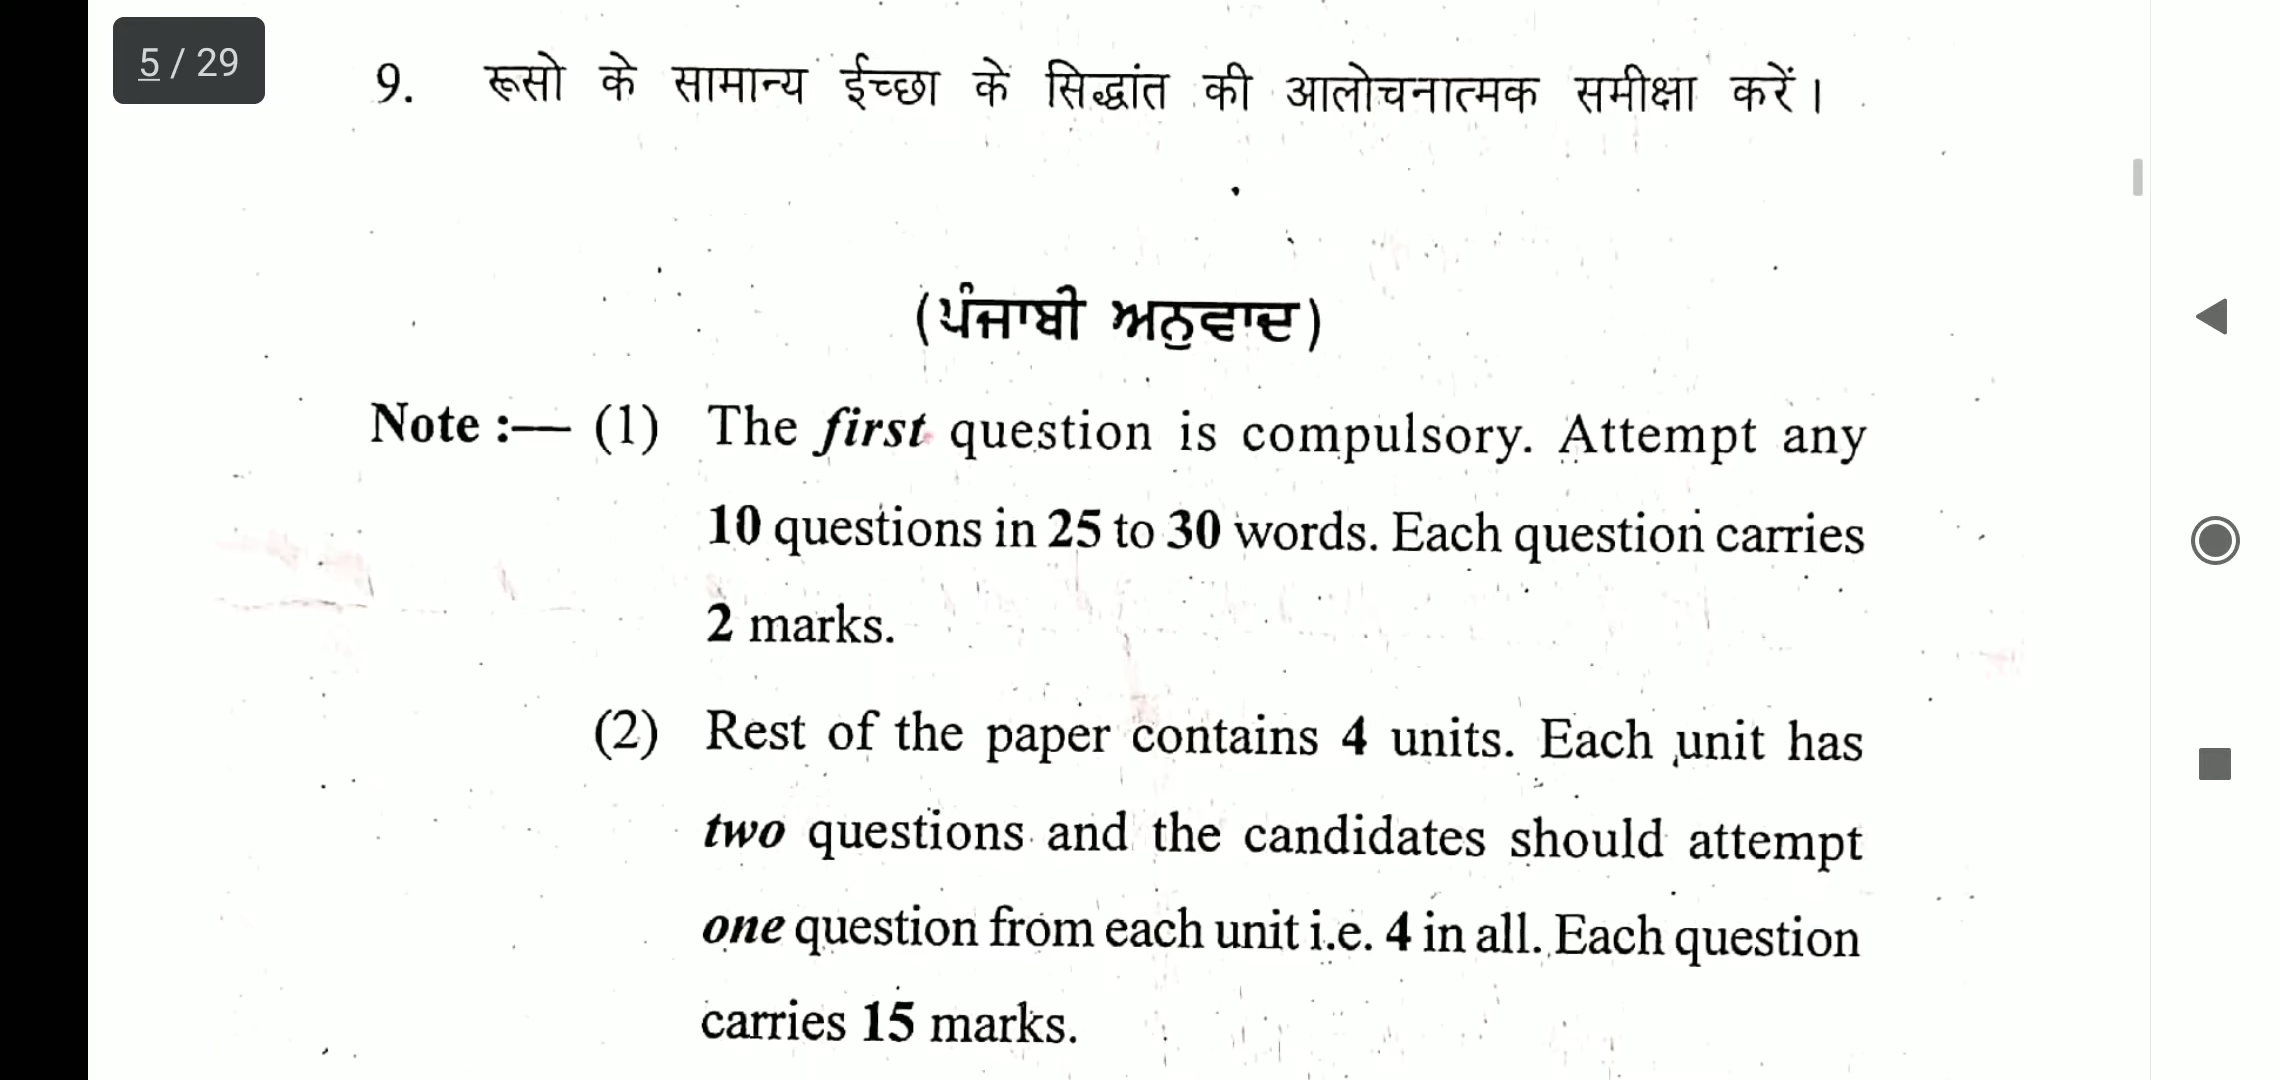 5 / 29
9. रूसो के सामान्य ईच्छा के सिद्धांत की आलोचनात्मक समीक्षा करें।
(ਪੰਜਾਬੀ ਅਨੁਵਾਦ)
Note :— (1) The first question is compulsory. Attempt any
10 questions in 25 to 30 words. Each question carries
2 marks.
(2) Rest of the paper contains 4 units. Each unit has
two questions and the candidates should attempt
one question from each unit i.e. 4 in all. Each question
carries 15 marks.